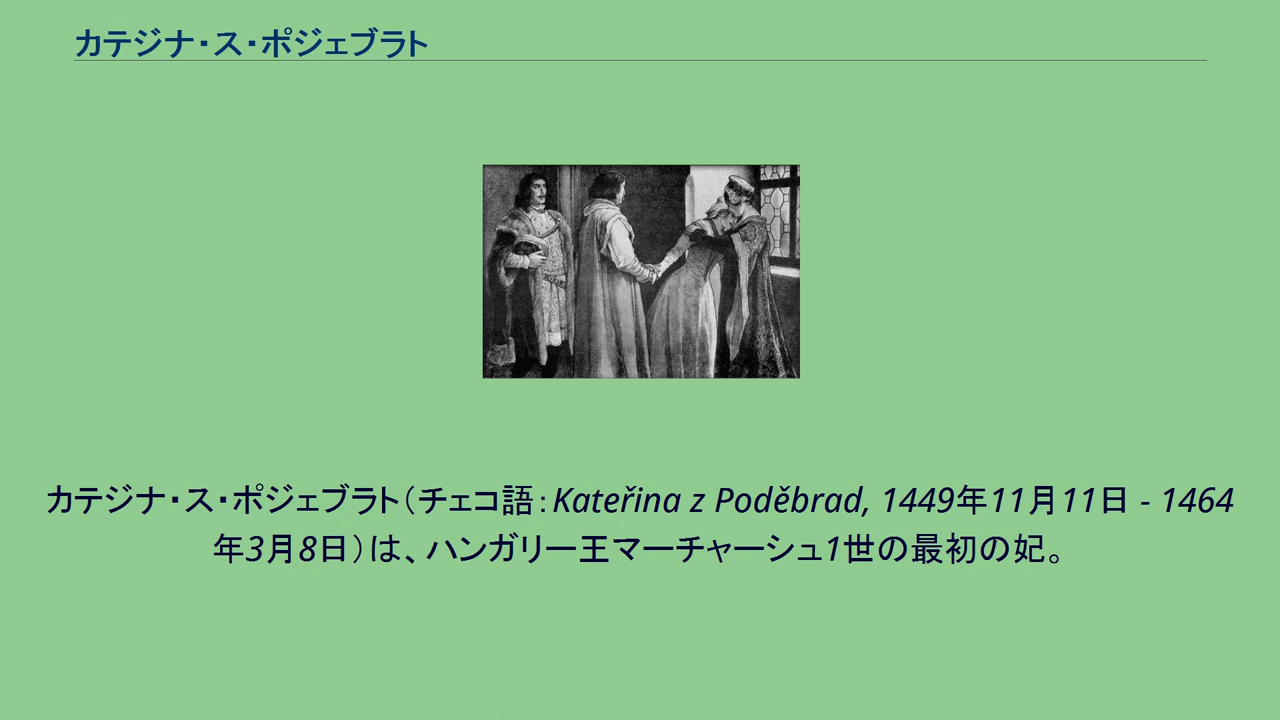 カテジナ・ス・ポジェブラト
カテジナ・ス・ポジェブラト（チェコ語：Kateřina z Poděbrad, 1449年11月11日 - 1464
年3月8日）は、ハンガリー王マーチャーシュ1世の最初の妃。